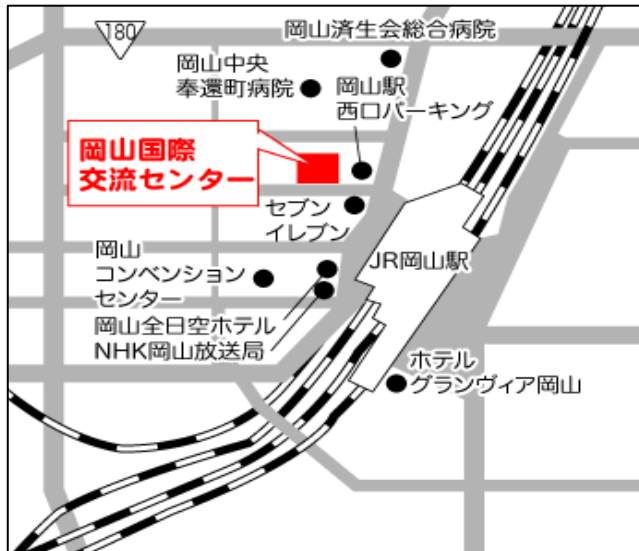 180
岡山済生会総合病院
岡山中央
奉還町病院
岡山駅
西口パーキング
岡山国際
交流センター
セブン
イレブン
岡山
コンベンション
センター
JR岡山駅
岡山全日空ホテル
NHK岡山放送局
ホテル
グランヴィア岡山